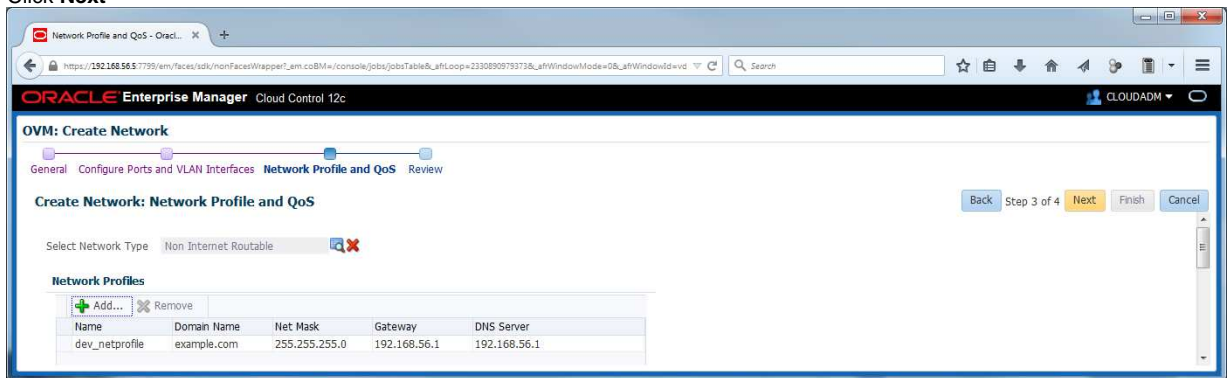 Click Next
Network Profile and QoS - Oracl...
https://192.168.56.5:7799/em/faces/sdk/nonFacesWrapper?_em.coBM=/console/jobs/jobsTable&_afrLoop=2330890979373&_afrWindowMode=0&_afrWindowId=vd
Search
ORACLE Enterprise Manager Cloud Control 12c
CLOUDADM
OVM: Create Network
General Configure Ports and VLAN Interfaces Network Profile and QoS Review
Create Network: Network Profile and QoS
Back Step 3 of 4 Next Finish Cancel
Select Network Type Non Internet Routable
Network Profiles
Add... Remove
Name Domain Name Net Mask Gateway DNS Server
dev_netprofile example.com 255.255.255.0 192.168.56.1 192.168.56.1